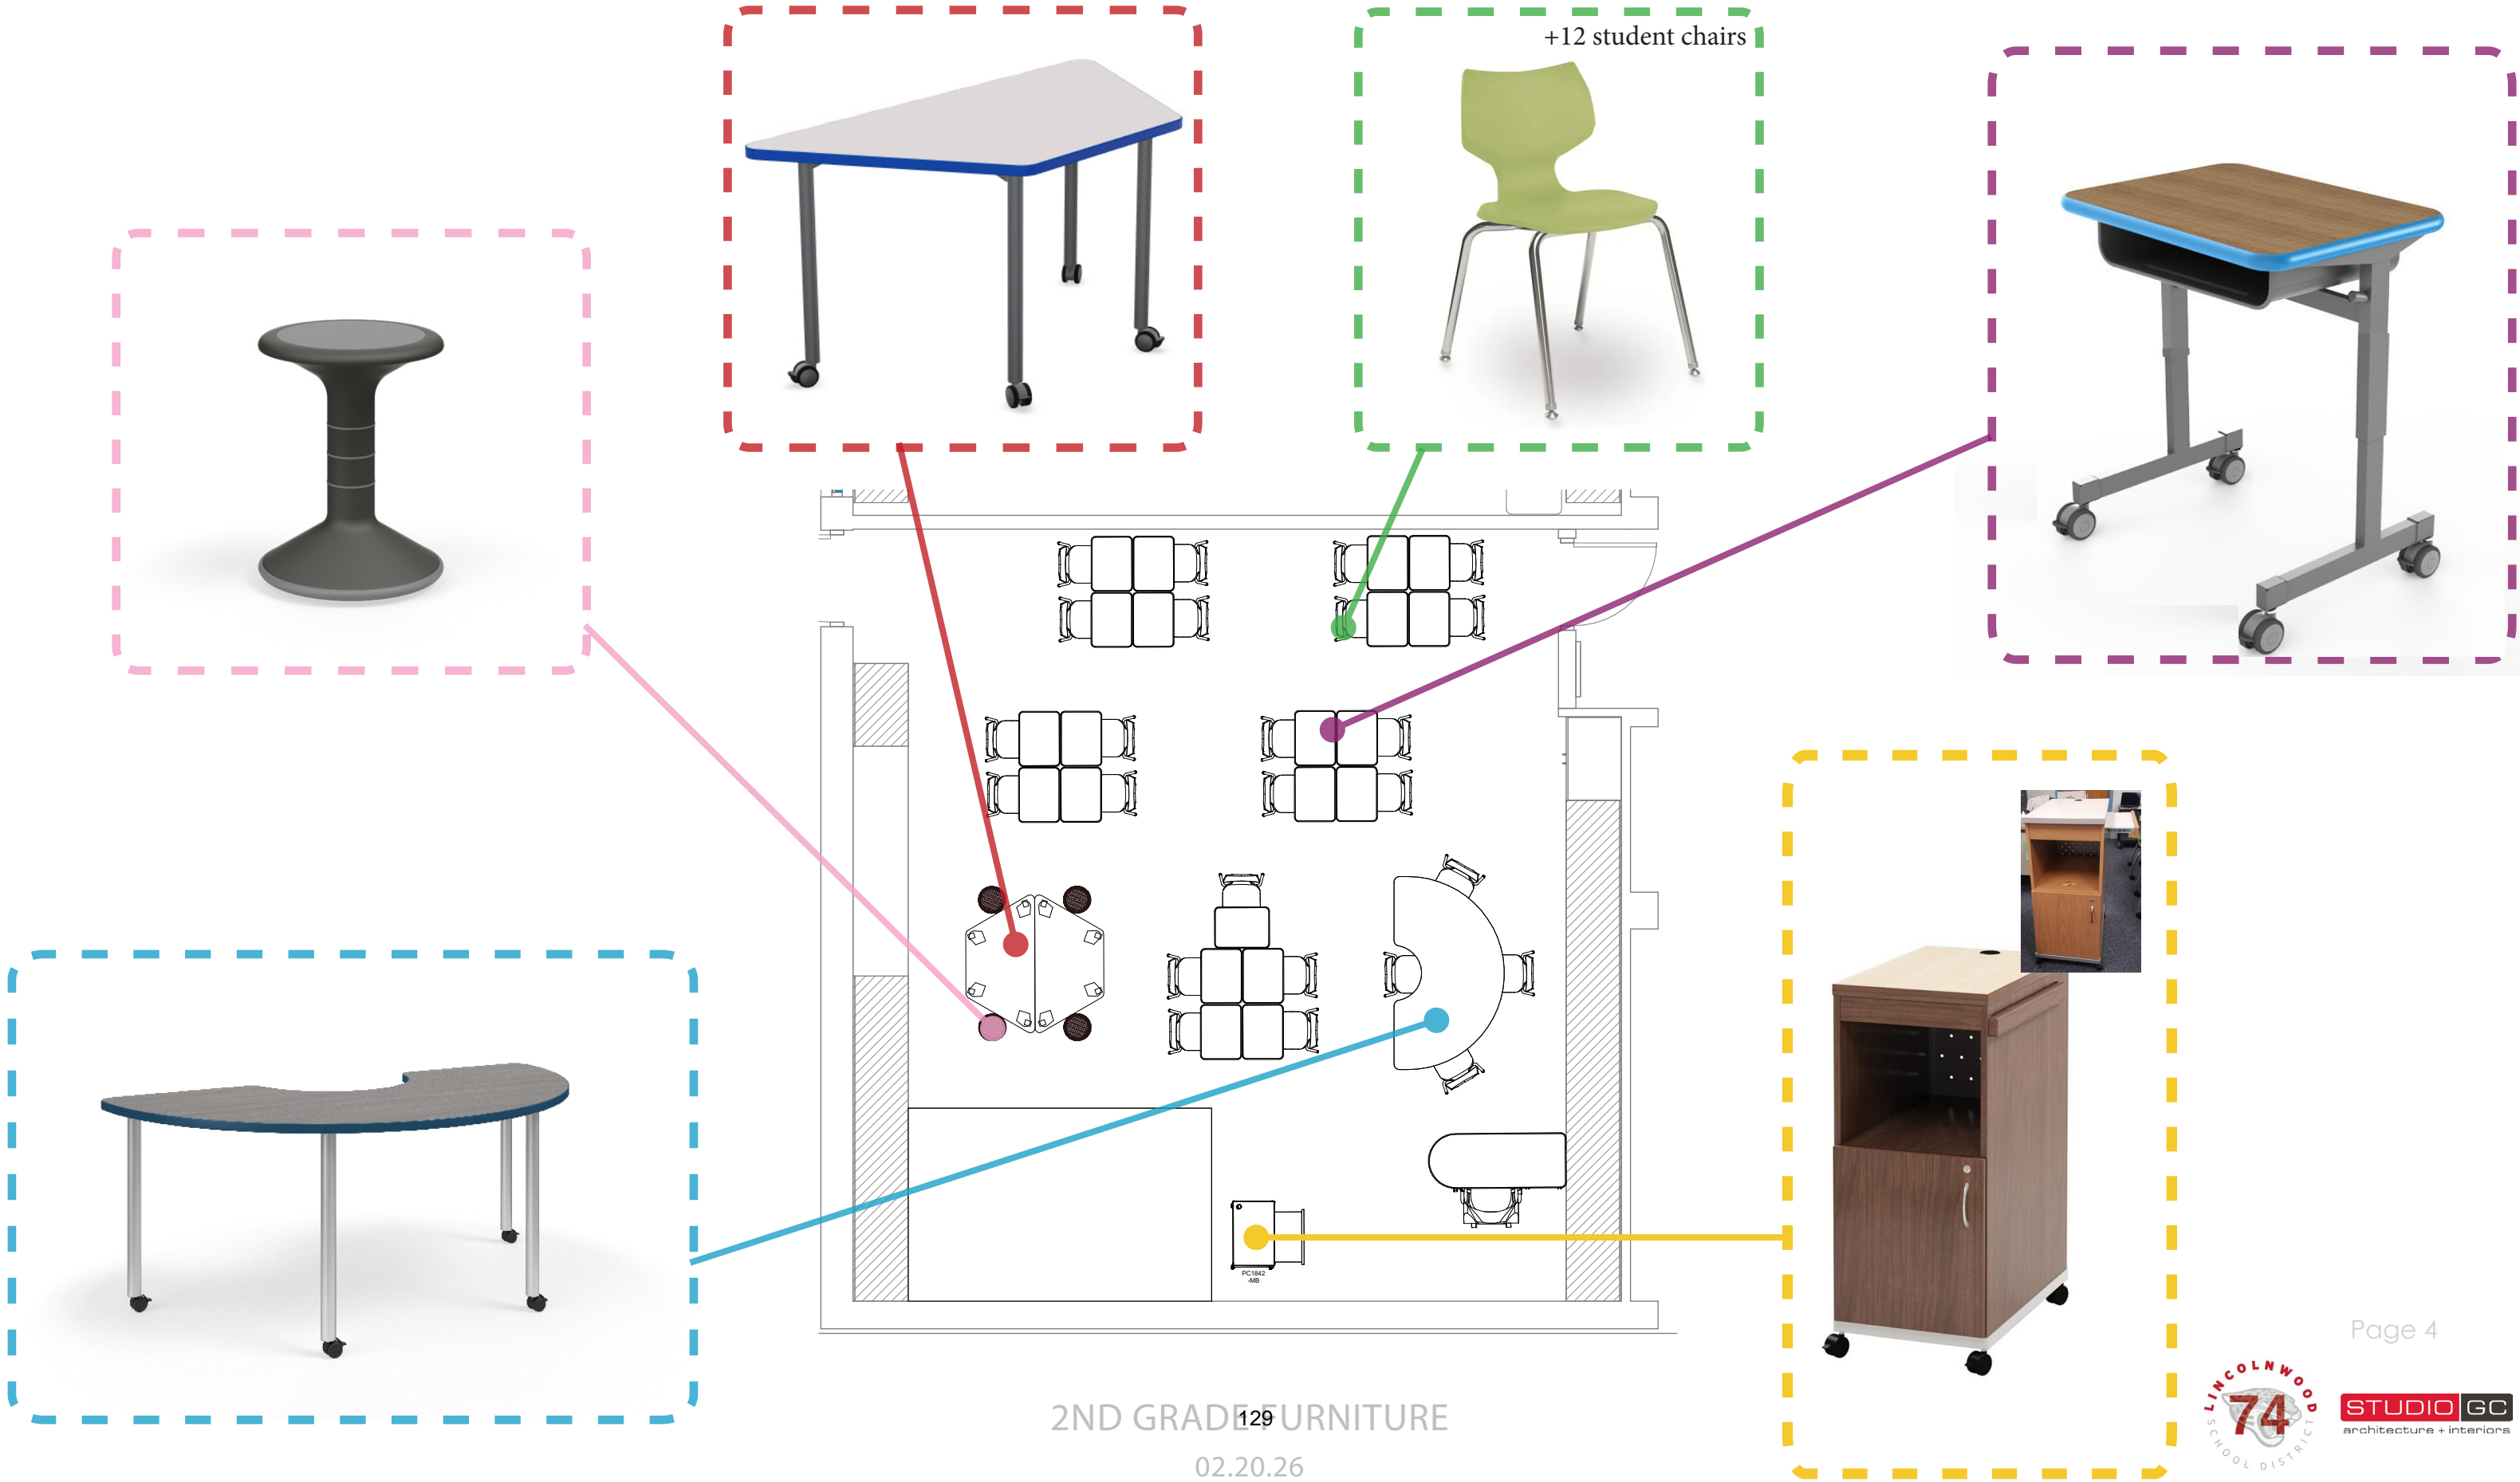 +12 student chairs
PC1842
-MB
Page 4
2ND GRADE FURNITURE
129
02.20.26
LINCOLNWOOD
74
SCHOOL DISTRICT
STUDIO GC
architecture + interiors